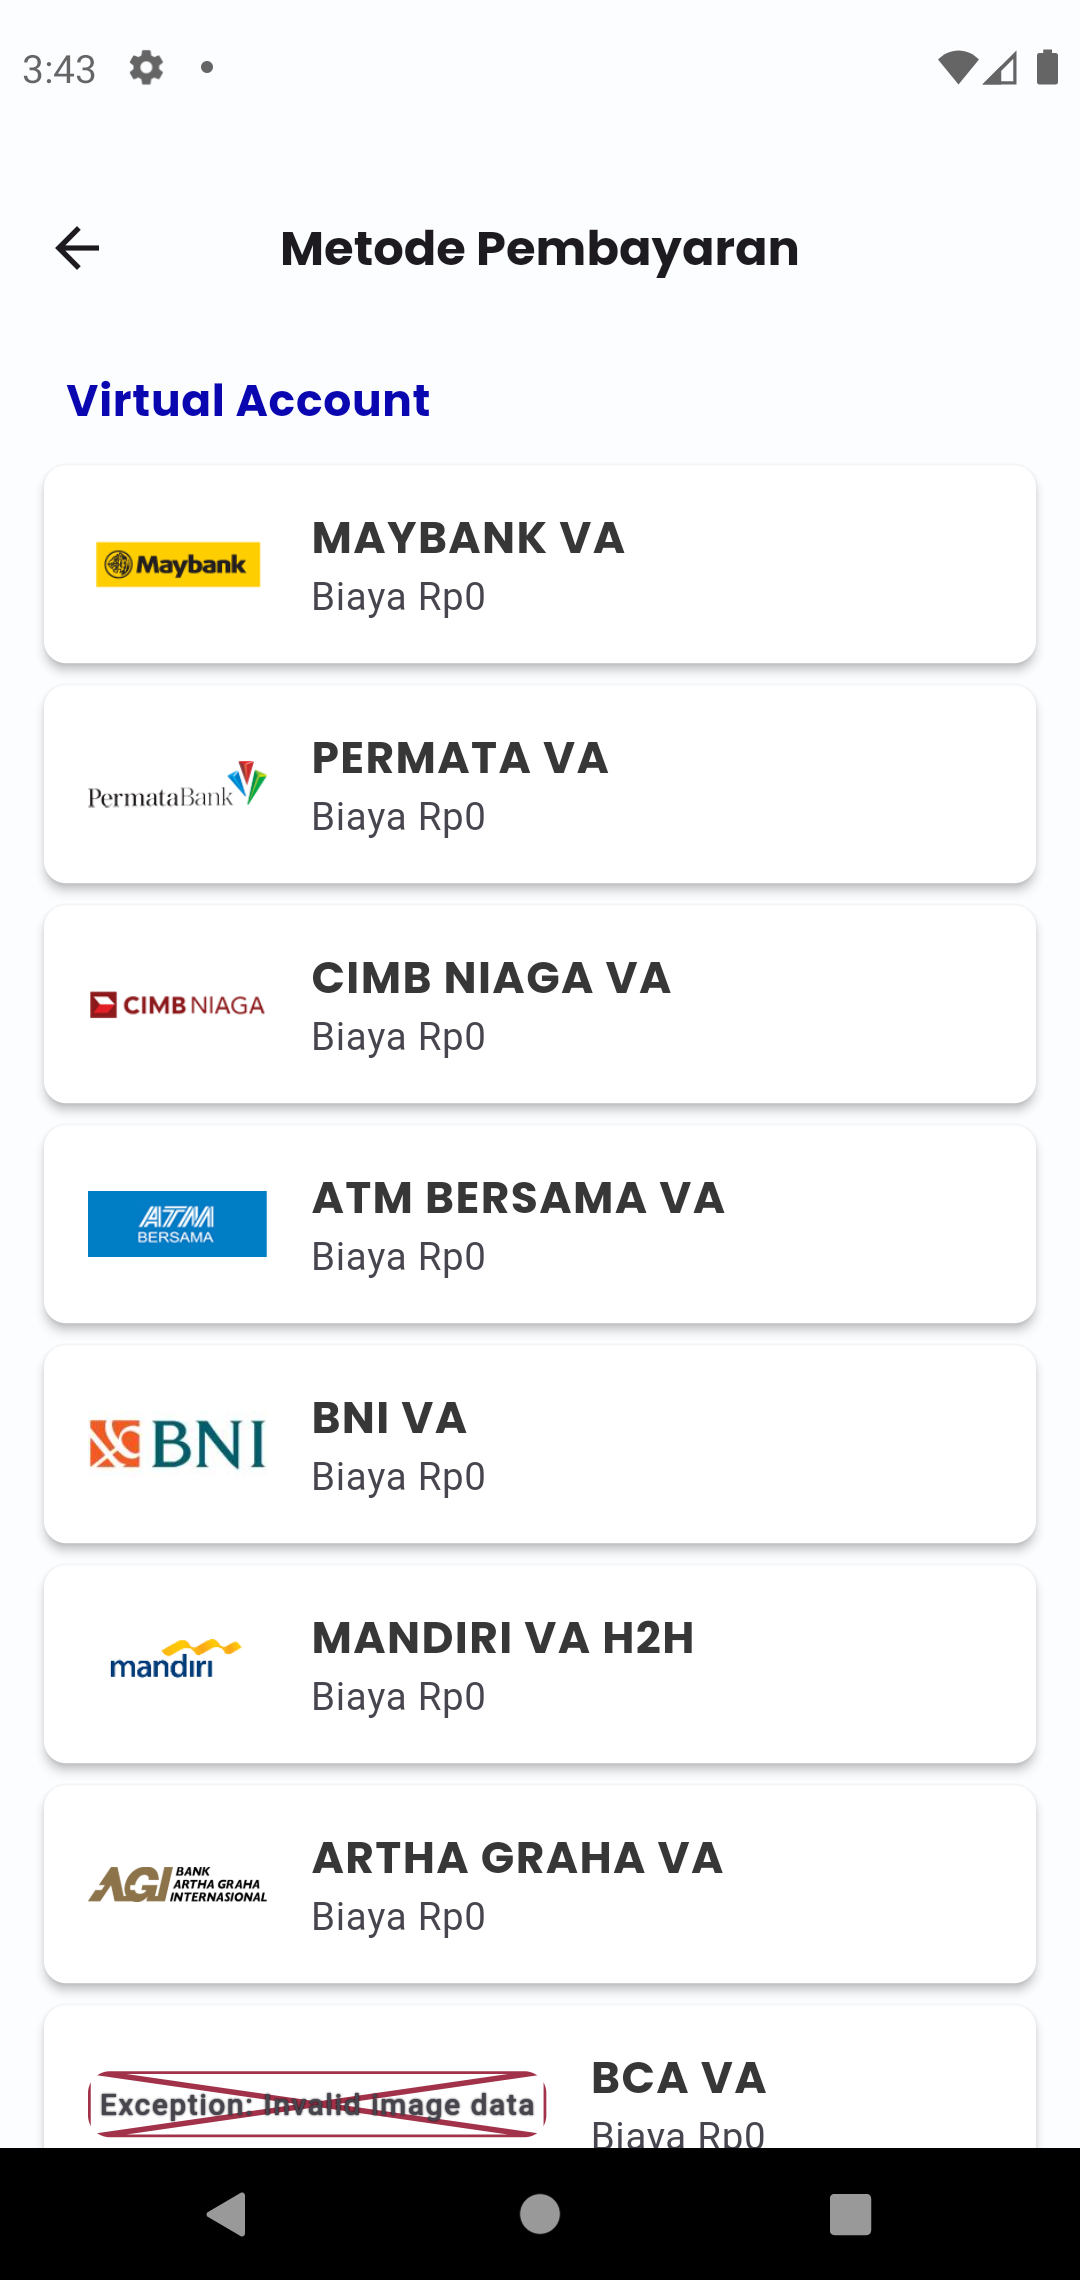 3:43
Metode Pembayaran
Virtual Account
Maybank
MAYBANK VA
Biaya Rp0
PermataBank
PERMATA VA
Biaya Rp0
CIMB NIAGA
CIMB NIAGA VA
Biaya Rp0
ATM
BERSAMA
ATM BERSAMA VA
Biaya Rp0
BNI
BNI VA
Biaya Rp0
mandiri
MANDIRI VA H2H
Biaya Rp0
AGI BANK
ARTHA GRAHA
INTERNASIONAL
ARTHA GRAHA VA
Biaya Rp0
Exception: Invalid image data
BCA VA
Biaya Rp0